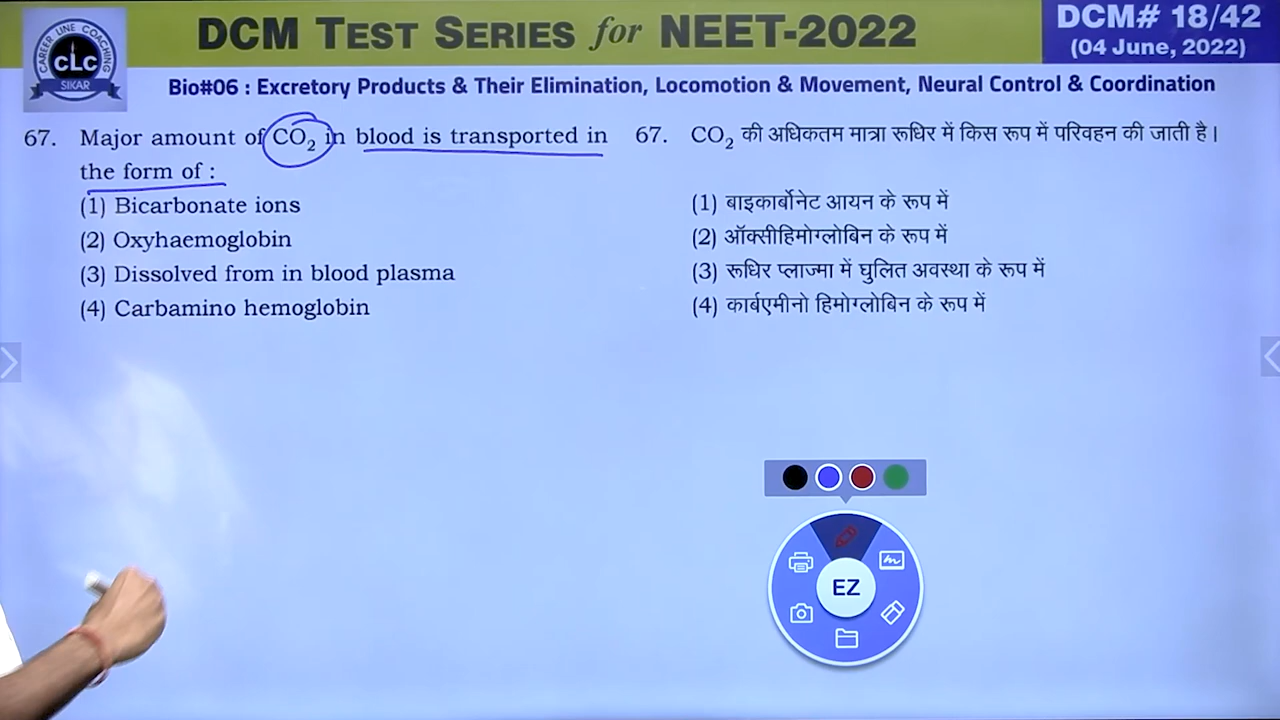 CAREER LINE COACHING
CLC
SIKAR
DCM TEST SERIES for NEET-2022
DCM# 18/42
(04 June, 2022)
Bio#06 : Excretory Products & Their Elimination, Locomotion & Movement, Neural Control & Coordination
67. Major amount of CO₂ in blood is transported in
the form of :
(1) Bicarbonate ions
(2) Oxyhaemoglobin
(3) Dissolved from in blood plasma
(4) Carbamino hemoglobin
67. CO₂ की अधिकतम मात्रा रूधिर में किस रूप में परिवहन की जाती है।
(1) बाइकार्बोनेट आयन के रूप में
(2) ऑक्सीहिमोग्लोबिन के रूप में
(3) रूधिर प्लाज्मा में घुलित अवस्था के रूप में
(4) कार्बएमीनो हिमोग्लोबिन के रूप में
EZ